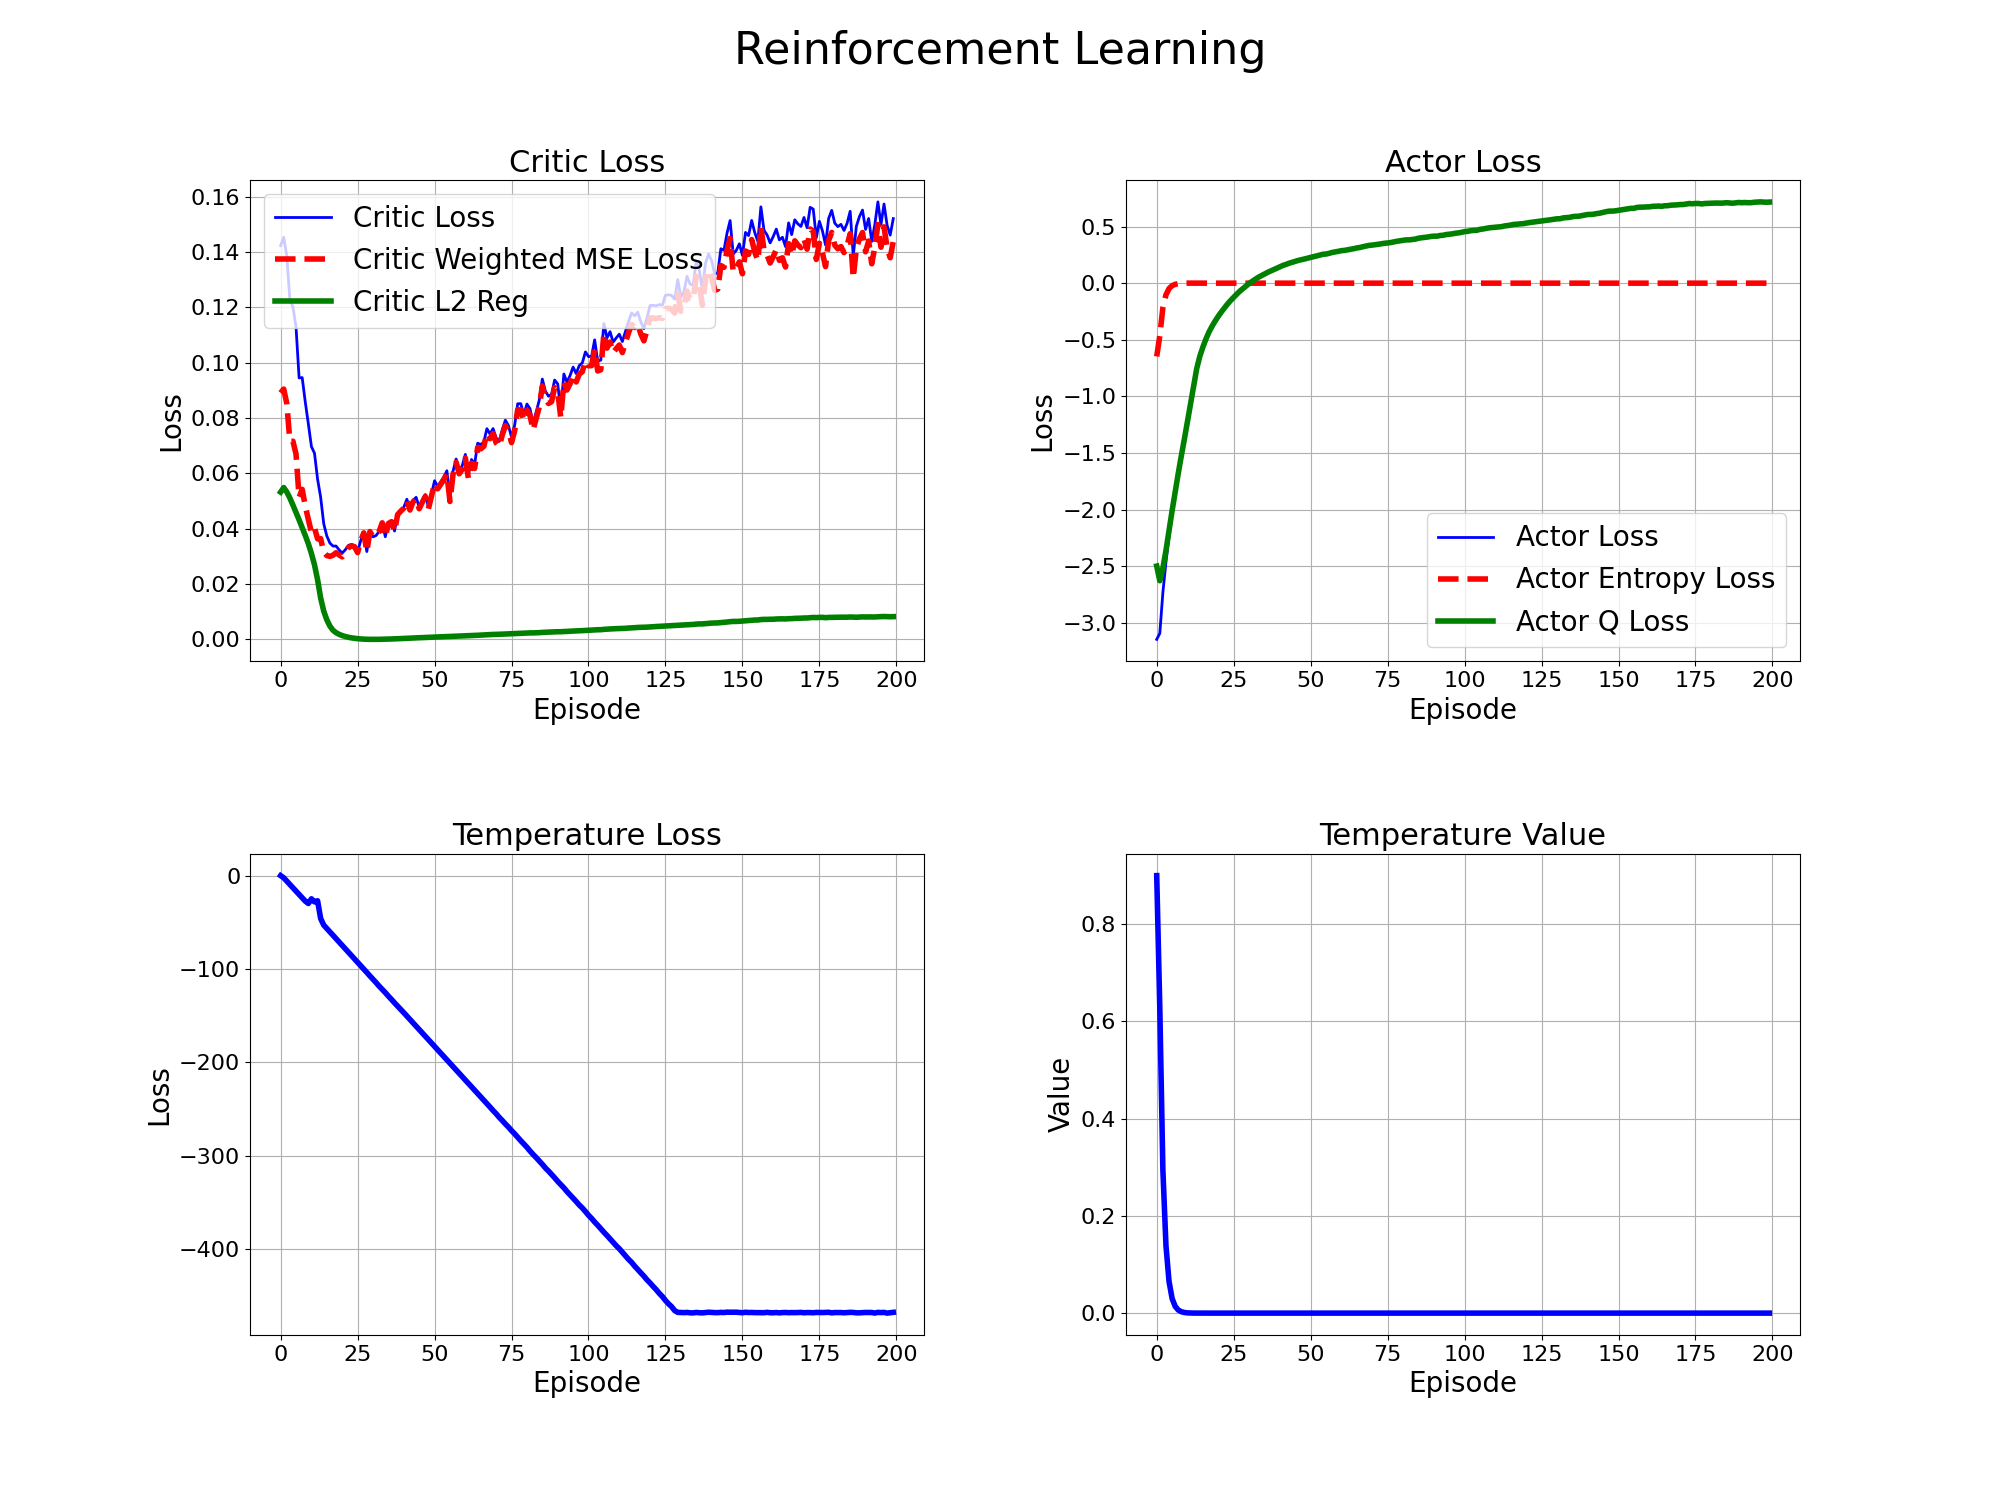 Reinforcement Learning
Critic Loss
Loss
0.16
0.14
0.12
0.10
0.08
0.06
0.04
0.02
0.00
Critic Loss
Critic Weighted MSE Loss
Critic L2 Reg
0 25 50 75 100 125 150 175 200
Episode
Actor Loss
Loss
0.5
0.0
−0.5
−1.0
−1.5
−2.0
−2.5
−3.0
Actor Loss
Actor Entropy Loss
Actor Q Loss
0 25 50 75 100 125 150 175 200
Episode
Temperature Loss
Loss
0
−100
−200
−300
−400
0 25 50 75 100 125 150 175 200
Episode
Temperature Value
Value
0.8
0.6
0.4
0.2
0.0
0 25 50 75 100 125 150 175 200
Episode